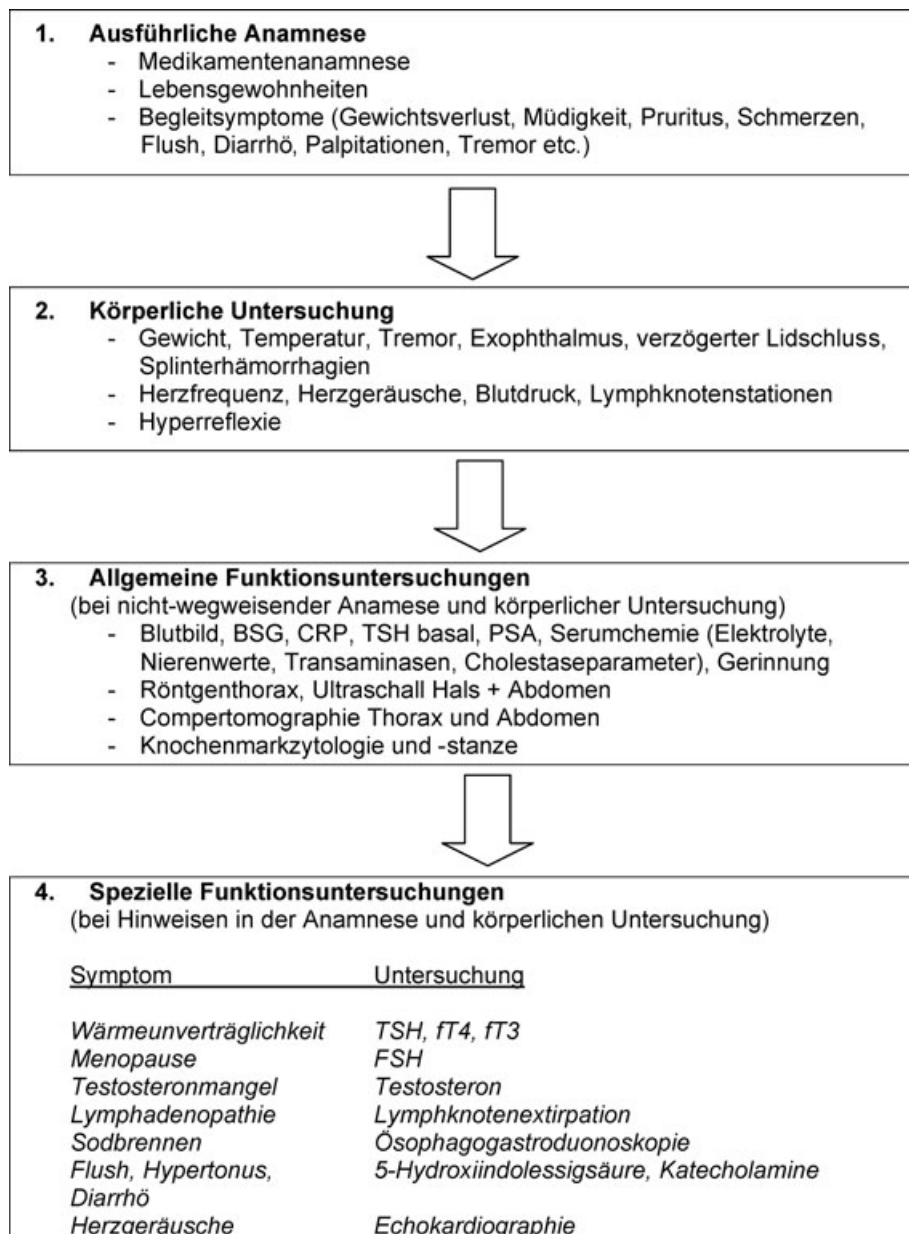 1. Ausführliche Anamnese
- Medikamentenanamnese
- Lebensgewohnheiten
- Begleitsymptome (Gewichtsverlust, Müdigkeit, Pruritus, Schmerzen,
Flush, Diarrhö, Palpitationen, Tremor etc.)
2. Körperliche Untersuchung
- Gewicht, Temperatur, Tremor, Exophthalmus, verzögerter Lidschluss,
Splinterhämorrhagien
- Herzfrequenz, Herzgeräusche, Blutdruck, Lymphknotenstationen
- Hyperreflexie
3. Allgemeine Funktionsuntersuchungen
(bei nicht-wegweisender Anamese und körperlicher Untersuchung)
- Blutbild, BSG, CRP, TSH basal, PSA, Serumchemie (Elektrolyte,
Nierenwerte, Transaminasen, Cholestaseparameter), Gerinnung
- Röntgenthorax, Ultraschall Hals + Abdomen
- Compertomographie Thorax und Abdomen
- Knochenmarkzytologie und -stanze
4. Spezielle Funktionsuntersuchungen
(bei Hinweisen in der Anamnese und körperlichen Untersuchung)
Symptom Untersuchung
Wärmeunverträglichkeit TSH, fT4, fT3
Menopause FSH
Testosteronmangel Testosteron
Lymphadenopathie Lymphknotenextirpation
Sodbrennen Ösophagogastroduonoskopie
Flush, Hypertonus, 5-Hydroxiindolessigsäure, Katecholamine
Diarrhö
Herzgeräusche Echokardiographie